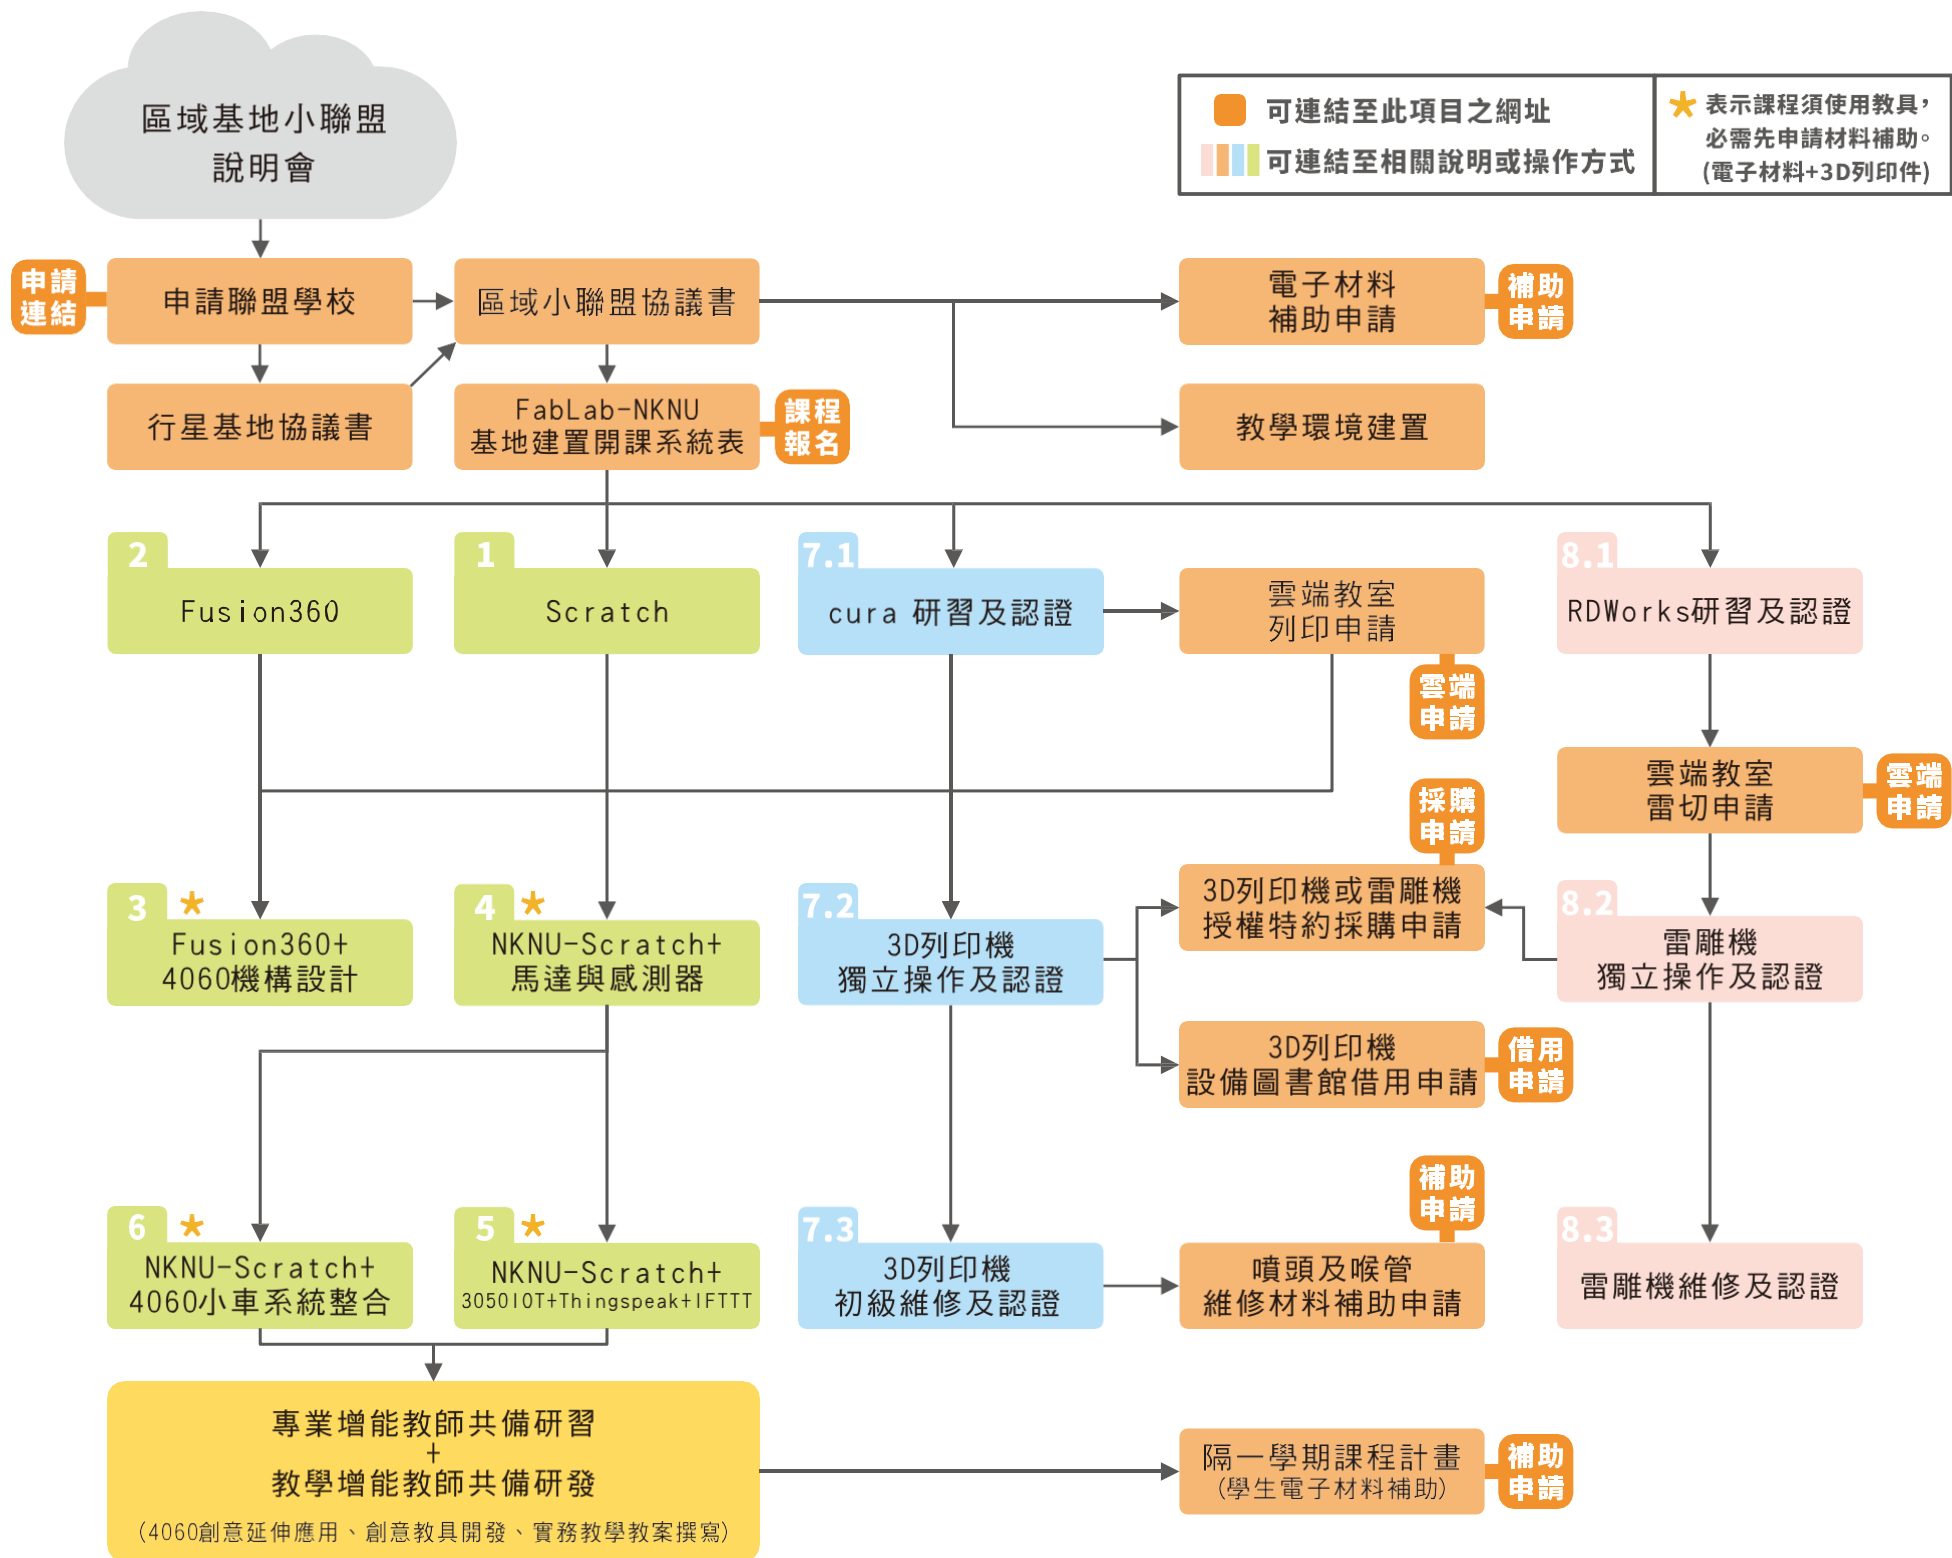 區域基地小聯盟
說明會
可連結至此項目之網址
可連結至相關說明或操作方式
表示課程須使用教具，
必需先申請材料補助。
(電子材料+3D列印件)
申請
連結
申請聯盟學校
區域小聯盟協議書
電子材料
補助申請
補助
申請
行星基地協議書
FabLab-NKNU
基地建置開課系統表
課程
報名
教學環境建置
2
Fusion360
1
Scratch
7.1
cura 研習及認證
雲端教室
列印申請
雲端
申請
8.1
RDWorks研習及認證
雲端教室
雷切申請
雲端
申請
採購
申請
3
Fusion360+
4060機構設計
4
NKNU-Scratch+
馬達與感測器
7.2
3D列印機
獨立操作及認證
3D列印機或雷雕機
授權特約採購申請
8.2
雷雕機
獨立操作及認證
3D列印機
設備圖書館借用申請
借用
申請
補助
申請
6
NKNU-Scratch+
4060小車系統整合
5
NKNU-Scratch+
3050IOT+Thingspeak+IFTTT
7.3
3D列印機
初級維修及認證
噴頭及喉管
維修材料補助申請
8.3
雷雕機維修及認證
專業增能教師共備研習
+
教學增能教師共備研發
(4060創意延伸應用、創意教具開發、實務教學教案撰寫)
隔一學期課程計畫
(學生電子材料補助)
補助
申請